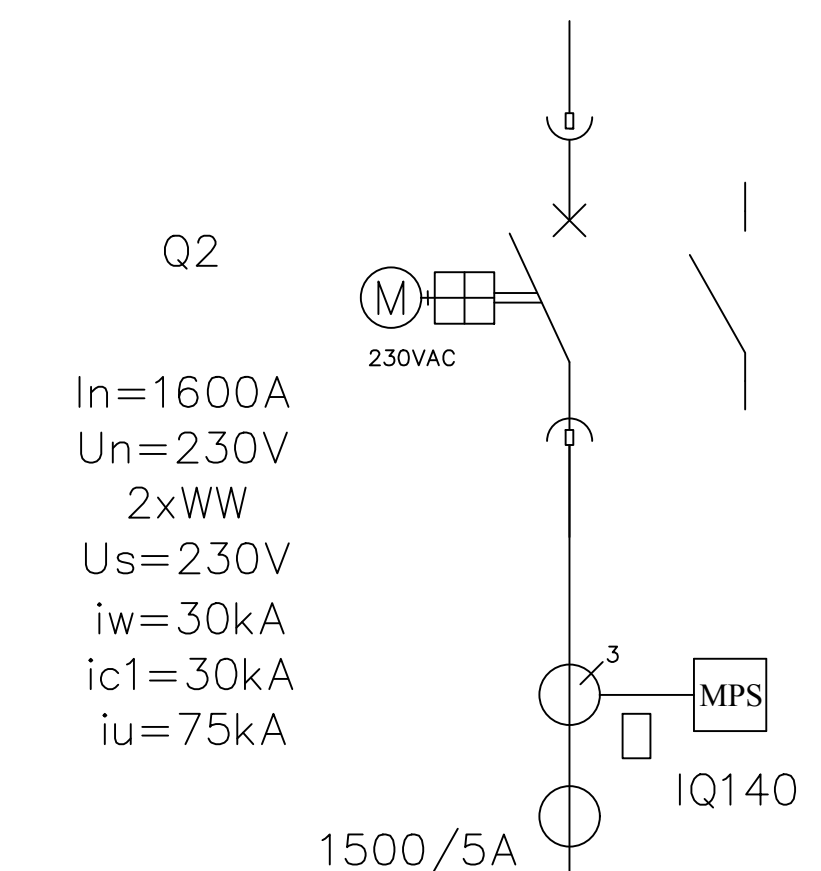 Q2
M
230VAC
In=1600A
Un=230V
2xWW
Us=230V
iw=30kA
ic1=30kA
iu=75kA
3
MPS
IQ140
1500/5A